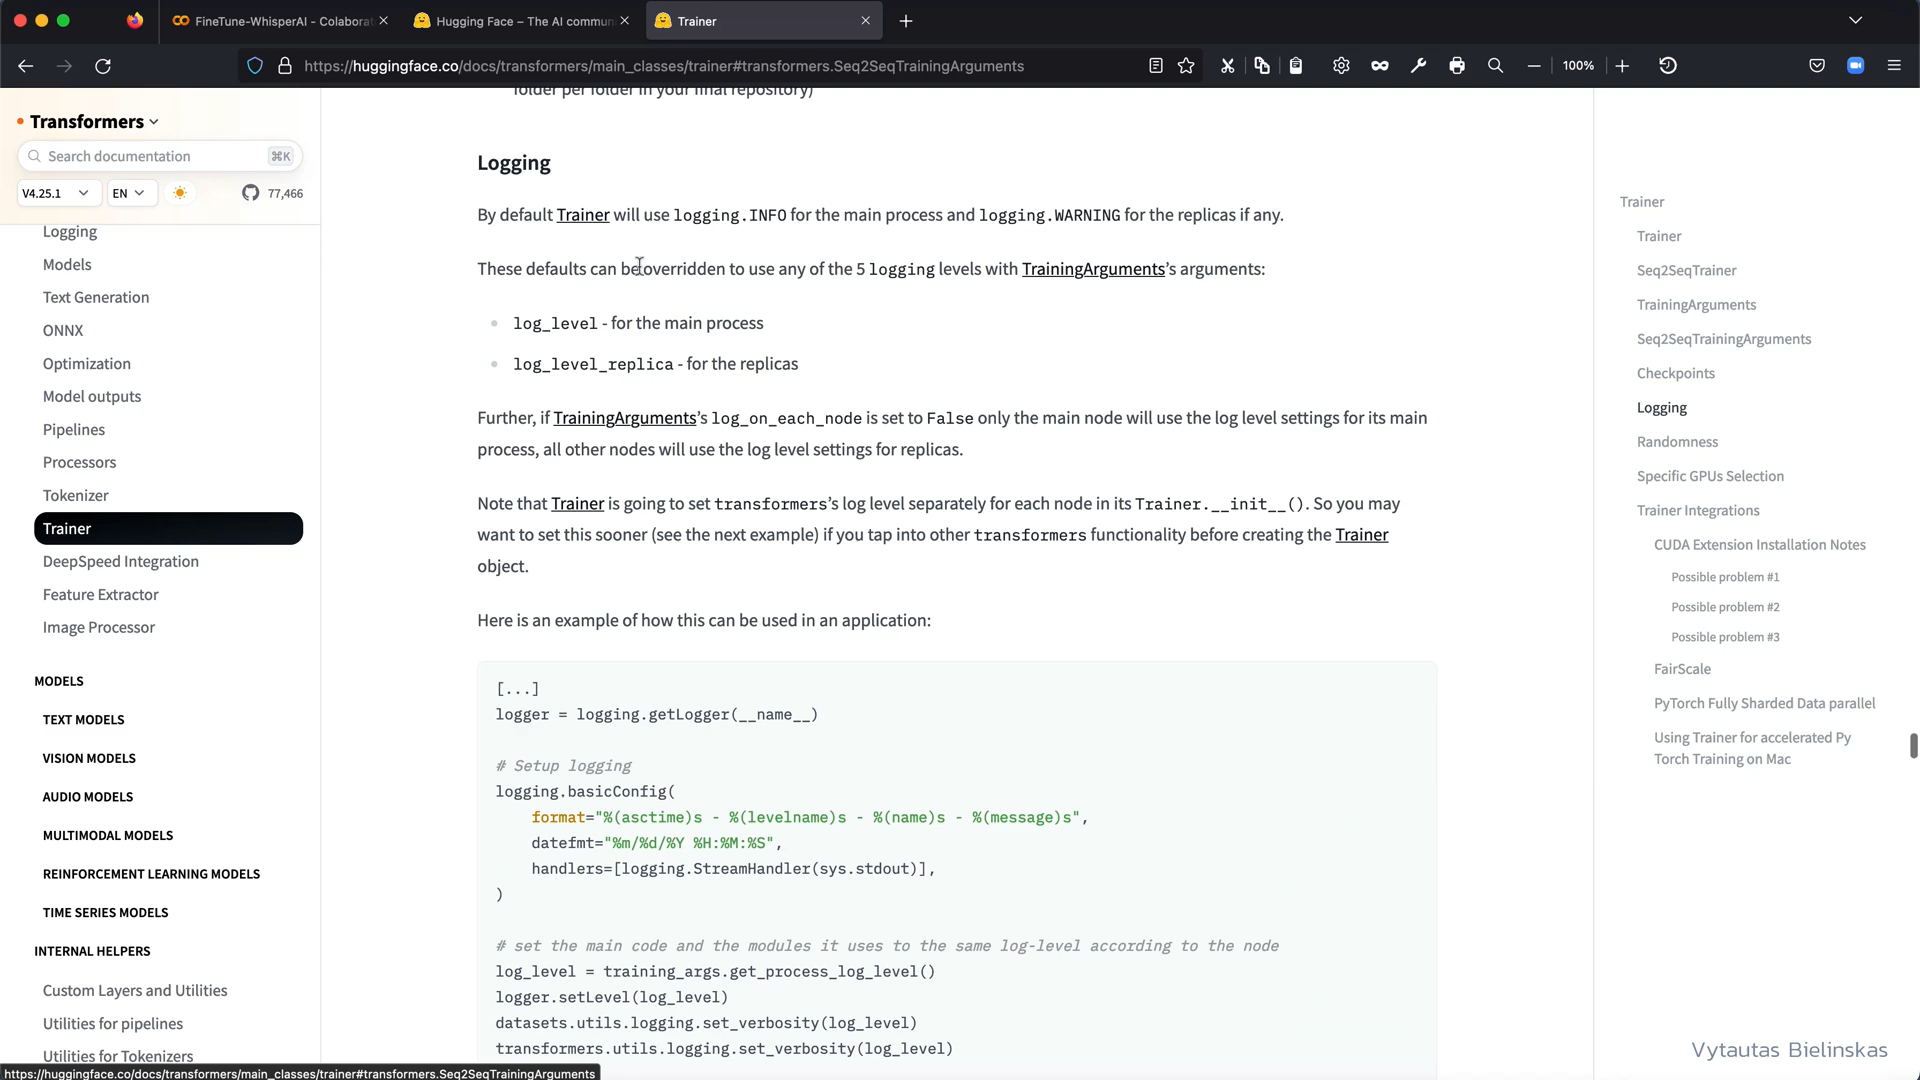 FineTune-WhisperAI - Colaborat
Hugging Face – The AI commun
Trainer
https://huggingface.co/docs/transformers/main_classes/trainer#transformers.Seq2SeqTrainingArguments
100%
folder per folder in your final repository)
Transformers
Search documentation
⌘K
V4.25.1
EN
77,466
Logging
Models
Text Generation
ONNX
Optimization
Model outputs
Pipelines
Processors
Tokenizer
Trainer
DeepSpeed Integration
Feature Extractor
Image Processor
MODELS
TEXT MODELS
VISION MODELS
AUDIO MODELS
MULTIMODAL MODELS
REINFORCEMENT LEARNING MODELS
TIME SERIES MODELS
INTERNAL HELPERS
Custom Layers and Utilities
Utilities for pipelines
Utilities for Tokenizers
Logging
By default Trainer will use logging.INFO for the main process and logging.WARNING for the replicas if any.
These defaults can be overridden to use any of the 5 logging levels with TrainingArguments’s arguments:
log_level - for the main process
log_level_replica - for the replicas
Further, if TrainingArguments’s log_on_each_node is set to False only the main node will use the log level settings for its main
process, all other nodes will use the log level settings for replicas.
Note that Trainer is going to set transformers’s log level separately for each node in its Trainer.__init__(). So you may
want to set this sooner (see the next example) if you tap into other transformers functionality before creating the Trainer
object.
Here is an example of how this can be used in an application:
[...]
logger = logging.getLogger(__name__)
# Setup logging
logging.basicConfig(
format="%(asctime)s - %(levelname)s - %(name)s - %(message)s",
datefmt="%m/%d/%Y %H:%M:%S",
handlers=[logging.StreamHandler(sys.stdout)],
)
# set the main code and the modules it uses to the same log-level according to the node
log_level = training_args.get_process_log_level()
logger.setLevel(log_level)
datasets.utils.logging.set_verbosity(log_level)
transformers.utils.logging.set_verbosity(log_level)
Trainer
Trainer
Seq2SeqTrainer
TrainingArguments
Seq2SeqTrainingArguments
Checkpoints
Logging
Randomness
Specific GPUs Selection
Trainer Integrations
CUDA Extension Installation Notes
Possible problem #1
Possible problem #2
Possible problem #3
FairScale
PyTorch Fully Sharded Data parallel
Using Trainer for accelerated Py
Torch Training on Mac
Vytautas Bielinskas
https://huggingface.co/docs/transformers/main_classes/trainer#transformers.Seq2SeqTrainingArguments